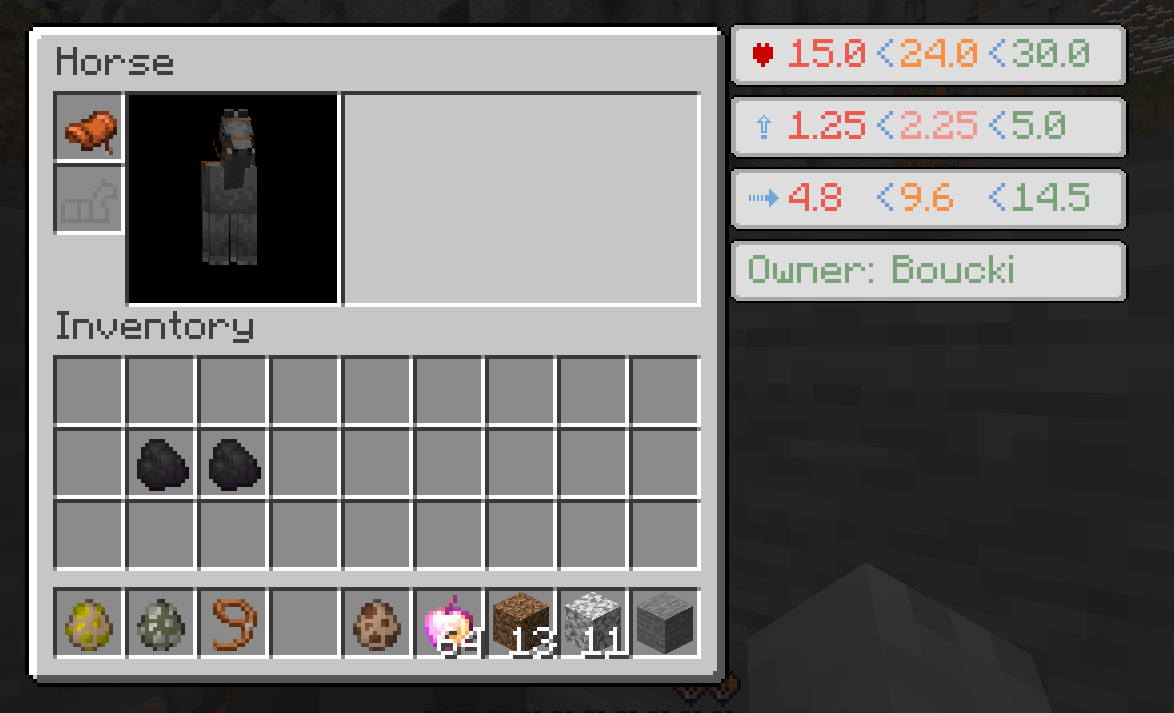 Horse
15.0 <24.0 <30.0
1.25 <2.25 <5.0
4.8 <9.6 <14.5
Owner: Boucki
Inventory
64 13 11